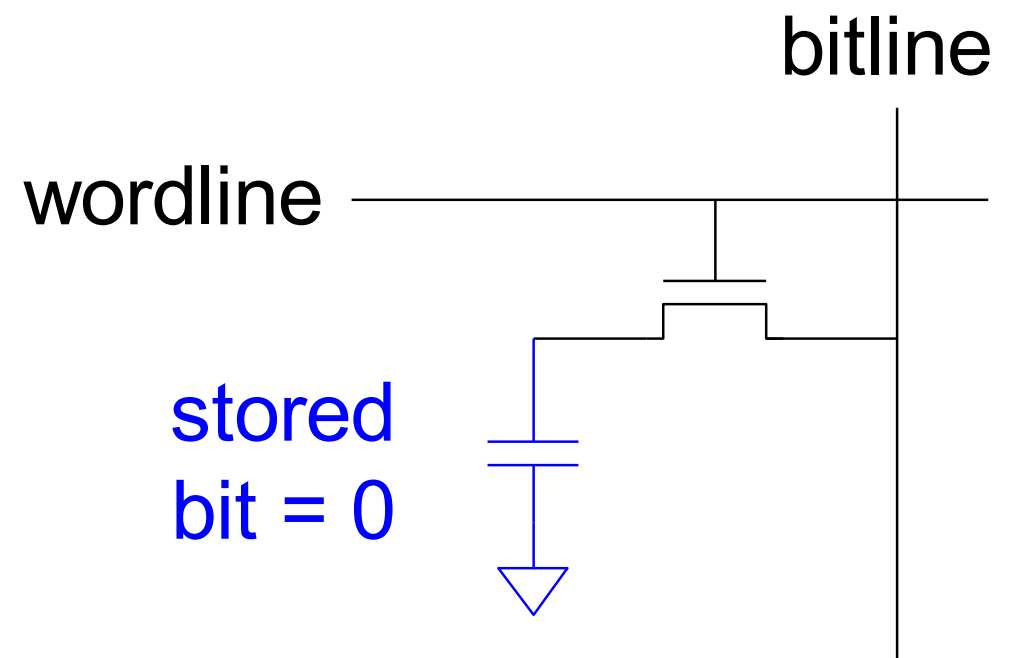 bitline
wordline
stored
bit = 0